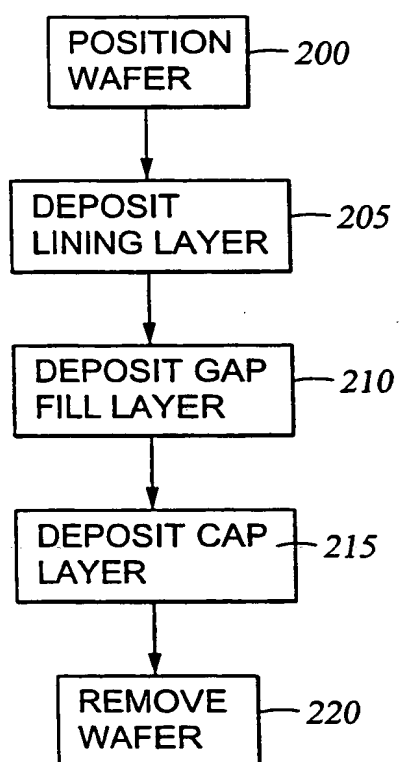 POSITION
WAFER
200
DEPOSIT
LINING LAYER
205
DEPOSIT GAP
FILL LAYER
210
DEPOSIT CAP
LAYER
215
REMOVE
WAFER
220